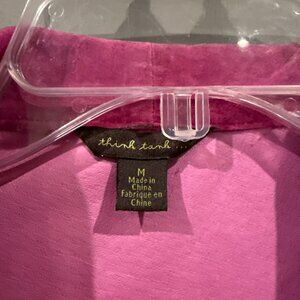 think tank...
M
Made in
China
Fabriqué en
Chine